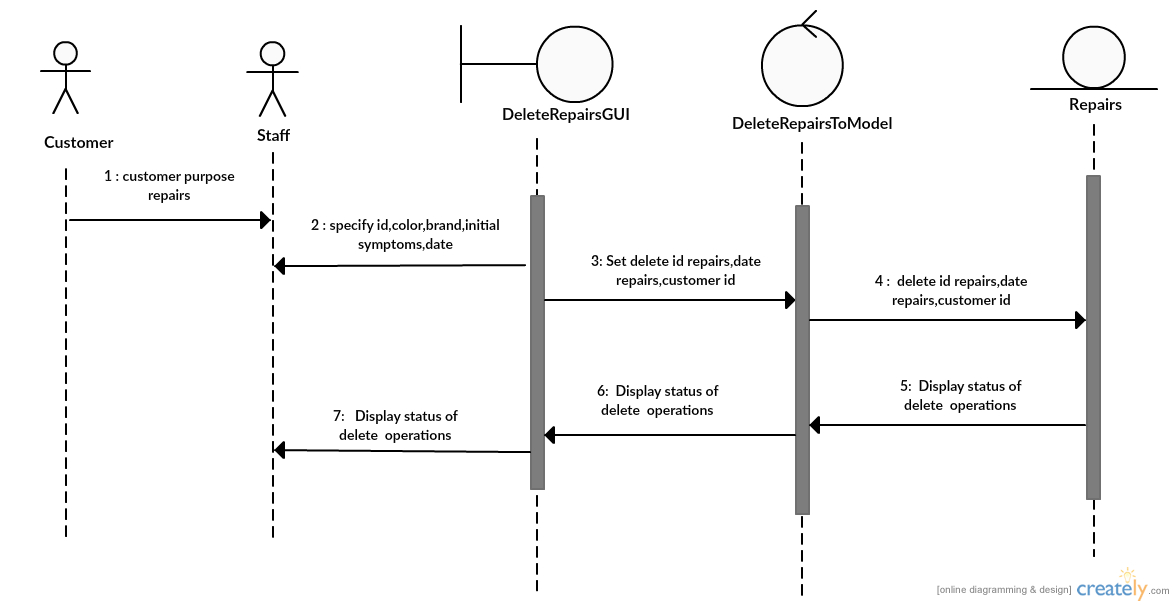 Customer
Staff
DeleteRepairsGUI
DeleteRepairsToModel
Repairs
1 : customer purpose
repairs
2 : specify id,color,brand,initial
symptoms,date
3: Set delete id repairs,date
repairs,customer id
4 : delete id repairs,date
repairs,customer id
5: Display status of
delete operations
6: Display status of
delete operations
7: Display status of
delete operations
[online diagramming & design] creately.com